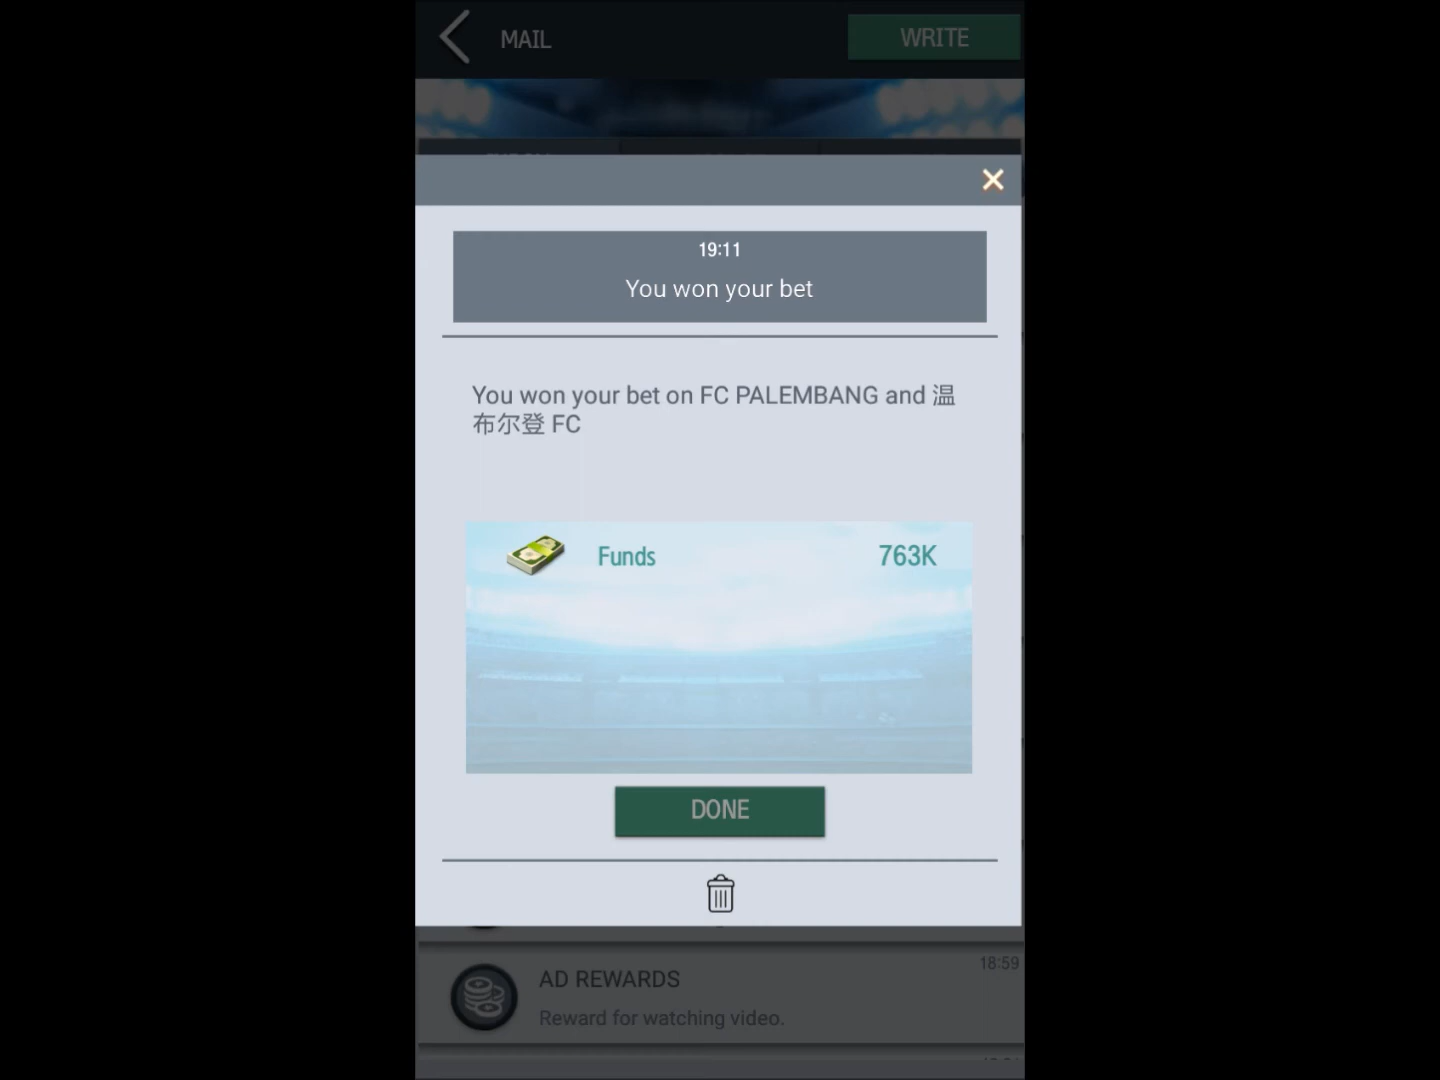 MAIL
WRITE
19:11
You won your bet
You won your bet on FC PALEMBANG and 温
布尔登 FC
Funds
763K
DONE
18:59
AD REWARDS
Reward for watching video.